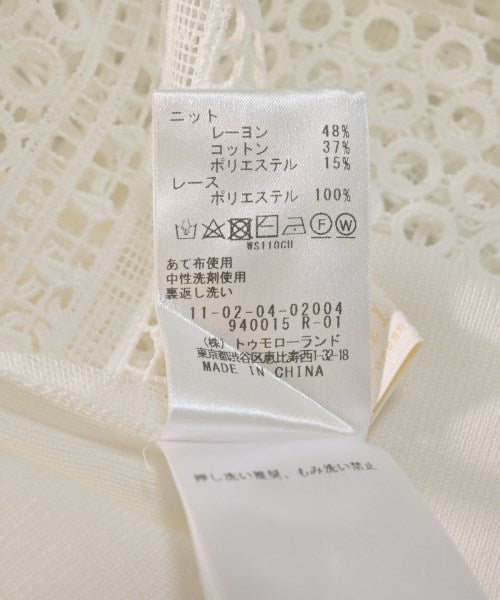 ニット
レーヨン 48%
コットン 37%
ポリエステル 15%
レース
ポリエステル 100%
WS110CU
あて布使用
中性洗剤使用
裏返し洗い
11-02-04-02004
940015 R-01
(株)トゥモローランド
東京都渋谷区恵比寿西1-32-18
MADE IN CHINA
押し洗い推奨、もみ洗い禁止